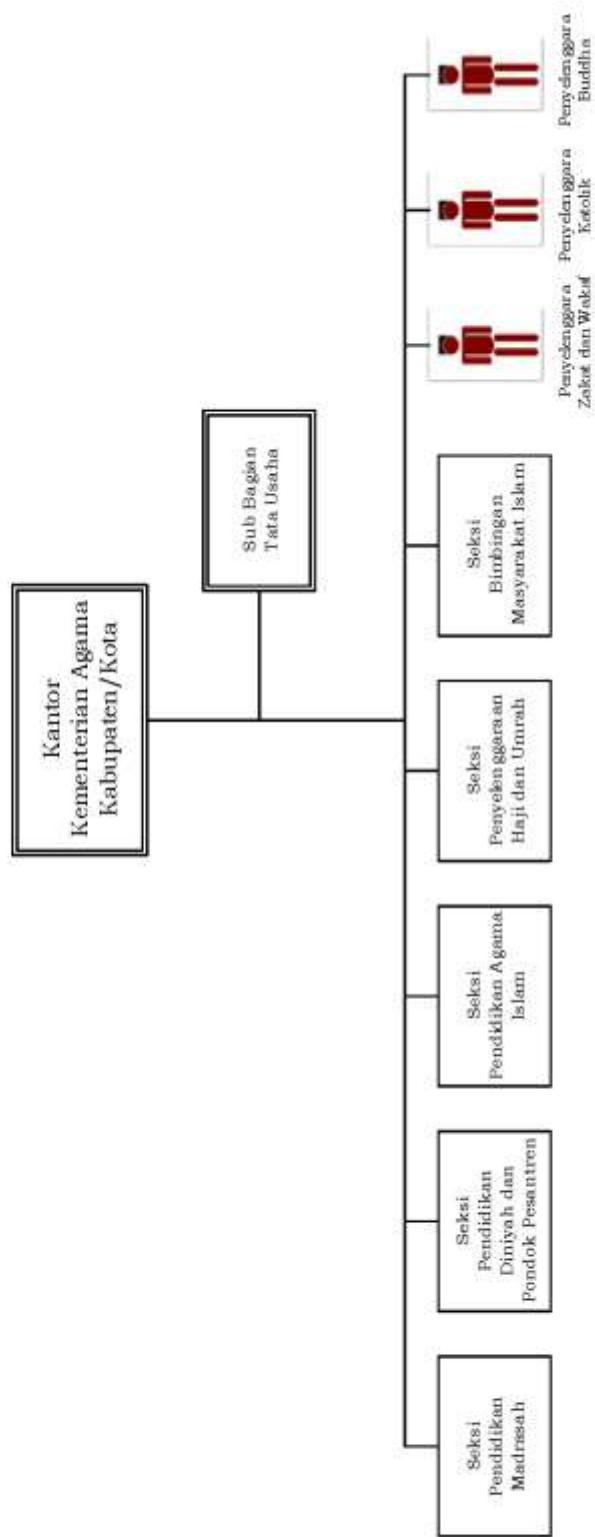 Kantor
Kementerian Agama
Kabupaten/Kota
Sub Bagian
Tata Usaha
Seksi
Pendidikan
Madrasah
Seksi
Pendidikan
Diniyah dan
Pondok Pesantren
Seksi
Pendidikan Agama
Islam
Seksi
Penyelenggaraan
Haji dan Umrah
Seksi
Bimbingan
Masyarakat Islam
Penyelenggara
Zakat dan Wakaf
Penyelenggara
Katolik
Penyelenggara
Buddha